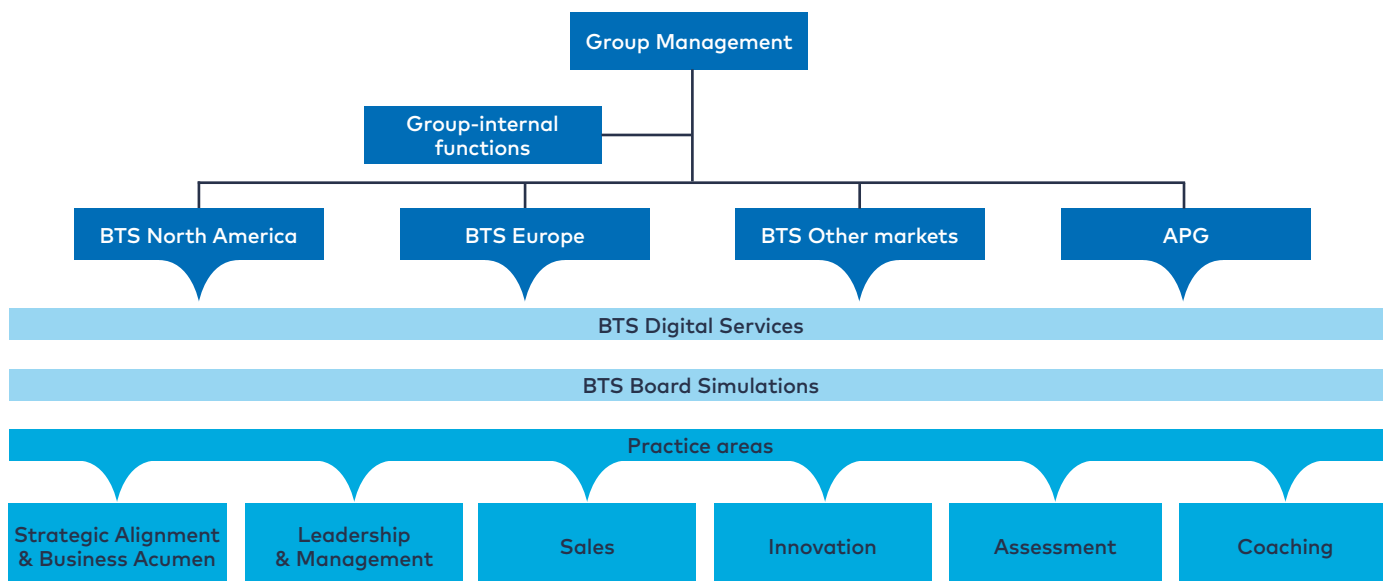 Group Management
Group-internal
functions
BTS North America
BTS Europe
BTS Other markets
APG
BTS Digital Services
BTS Board Simulations
Practice areas
Strategic Alignment
& Business Acumen
Leadership
& Management
Sales
Innovation
Assessment
Coaching